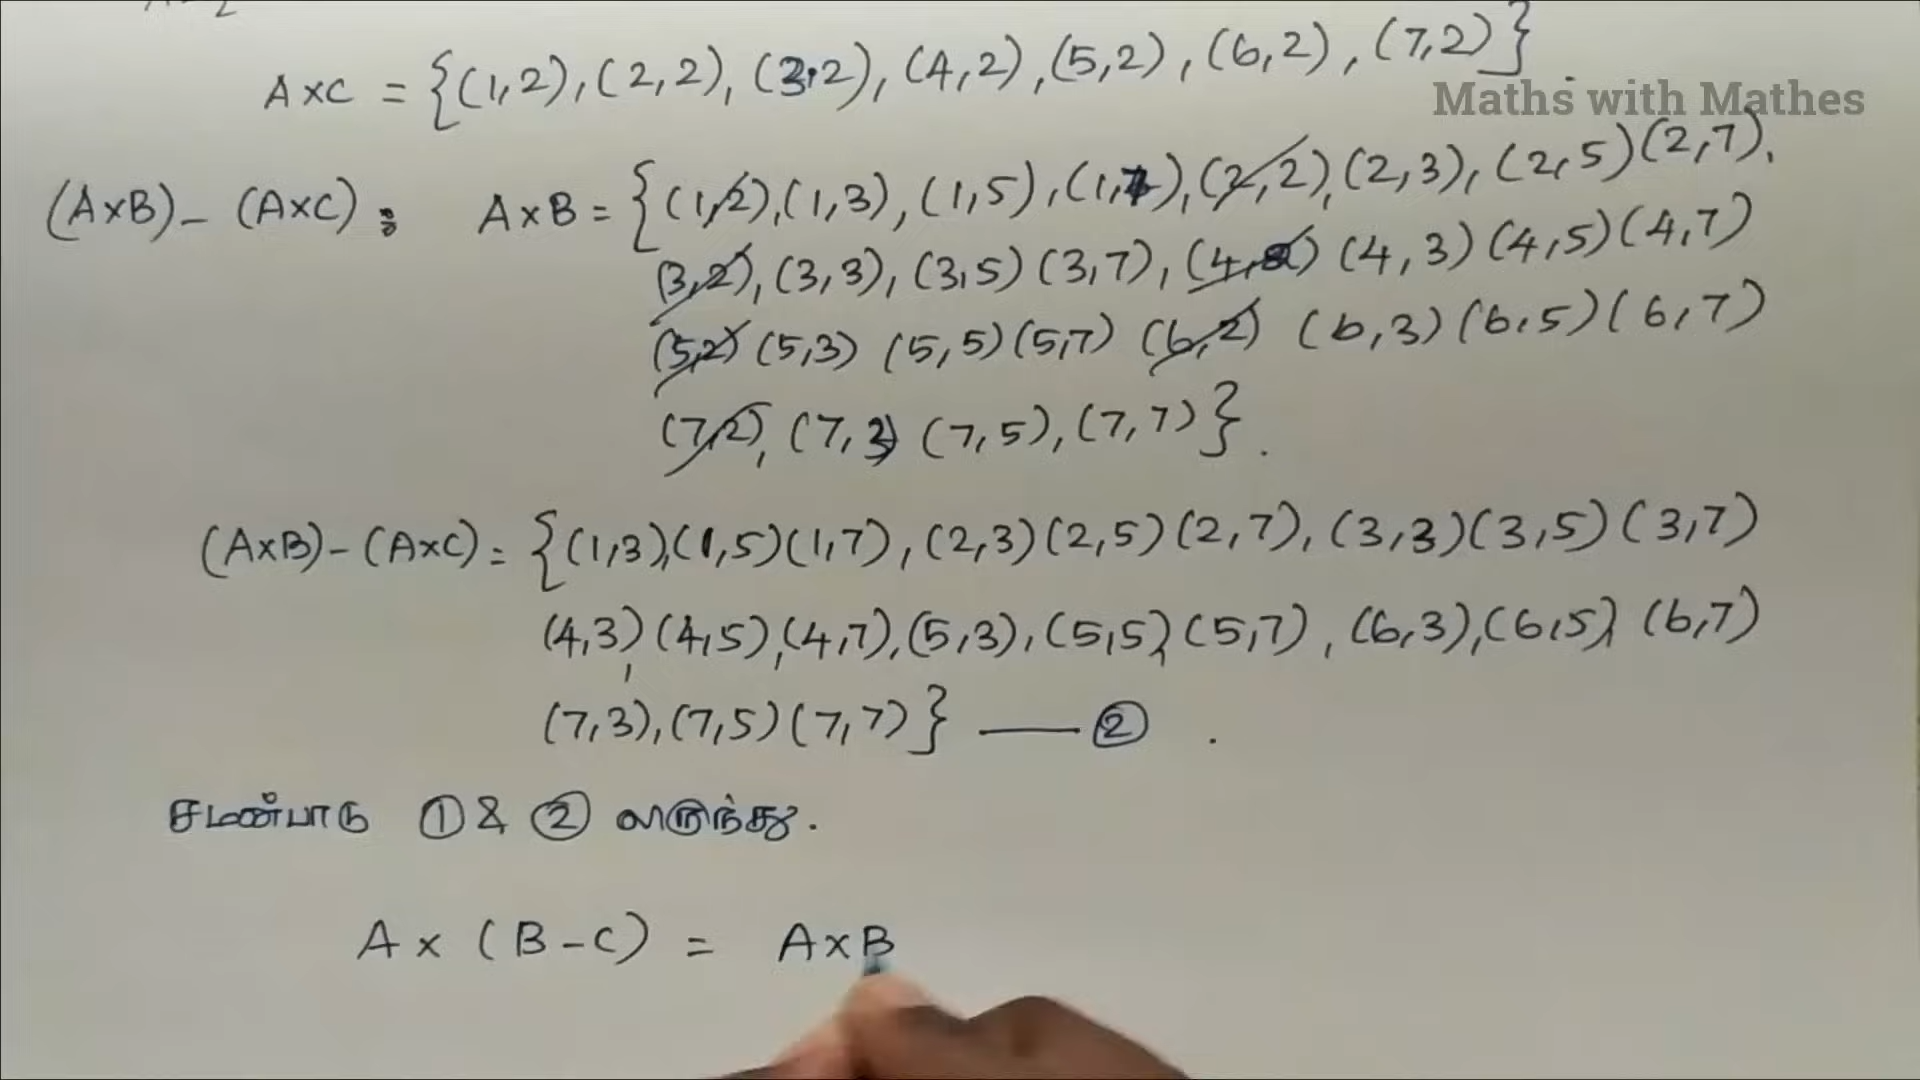 A×C = {(1,2),(2,2),(3,2),(4,2),(5,2),(6,2),(7,2)}
Maths with Mathes
(A×B)-(A×C): A×B = {(1,2),(1,3),(1,5),(1,7),(2,2),(2,3),(2,5)(2,7),
(3,2),(3,3),(3,5)(3,7),(4,2)(4,3)(4,5)(4,7)
(5,2)(5,3)(5,5)(5,7)(6,2)(6,3)(6,5)(6,7)
(7,2),(7,3)(7,5),(7,7)}.
(A×B)-(A×C) = {(1,3),(1,5)(1,7),(2,3)(2,5)(2,7),(3,3)(3,5)(3,7)
(4,3),(4,5),(4,7),(5,3),(5,5),(5,7),(6,3),(6,5),(6,7)
(7,3),(7,5)(7,7)} —— ②
சமன்பாடு ① & ② லருந்து.
A × (B-C) = A×B